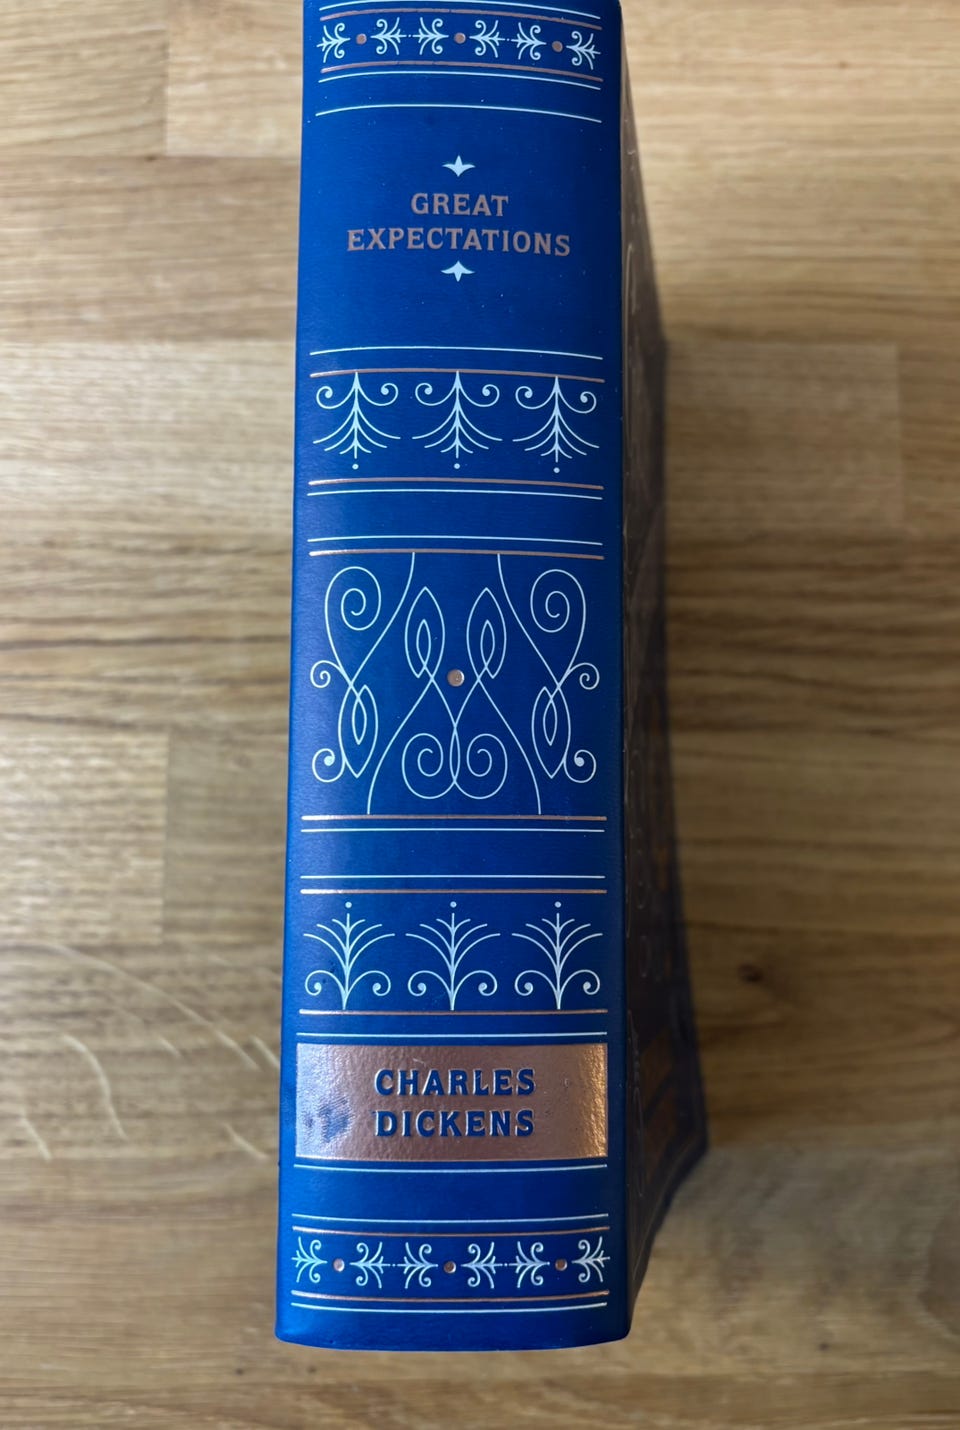 GREAT
EXPECTATIONS
CHARLES
DICKENS